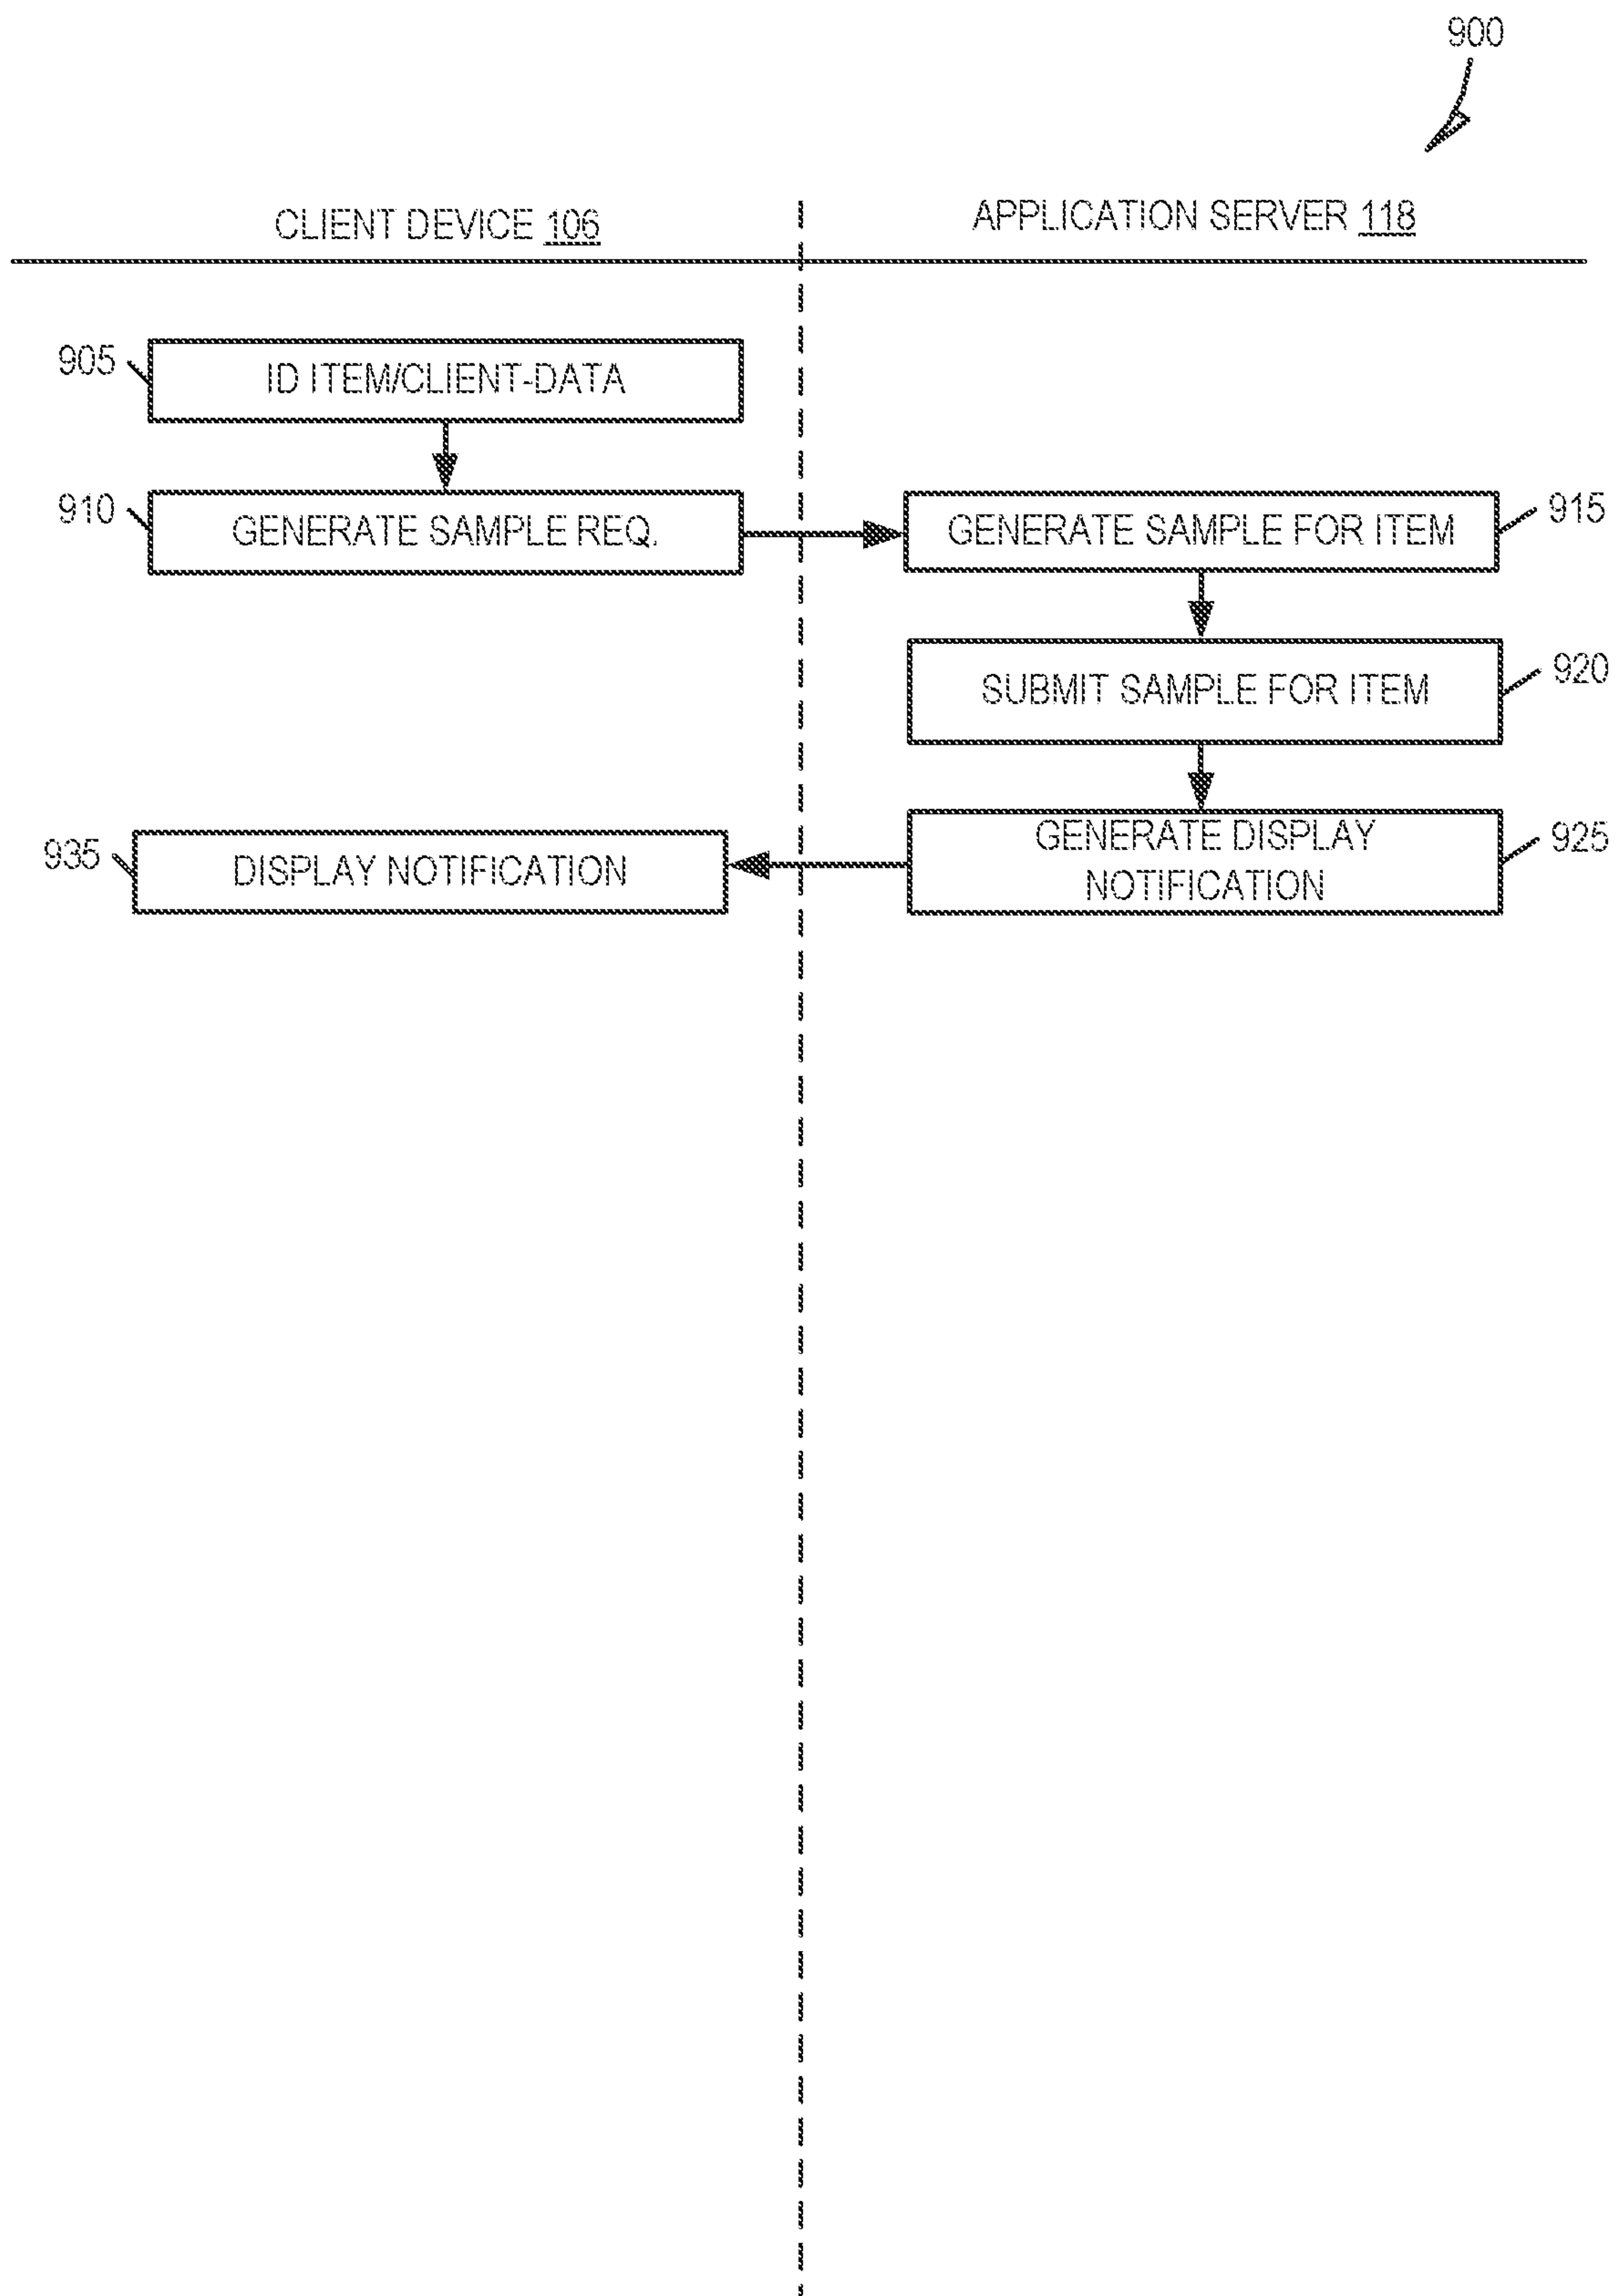 900
CLIENT DEVICE 106
APPLICATION SERVER 118
905
ID ITEM/CLIENT-DATA
910
GENERATE SAMPLE REQ.
GENERATE SAMPLE FOR ITEM
915
SUBMIT SAMPLE FOR ITEM
920
935
DISPLAY NOTIFICATION
GENERATE DISPLAY
NOTIFICATION
925